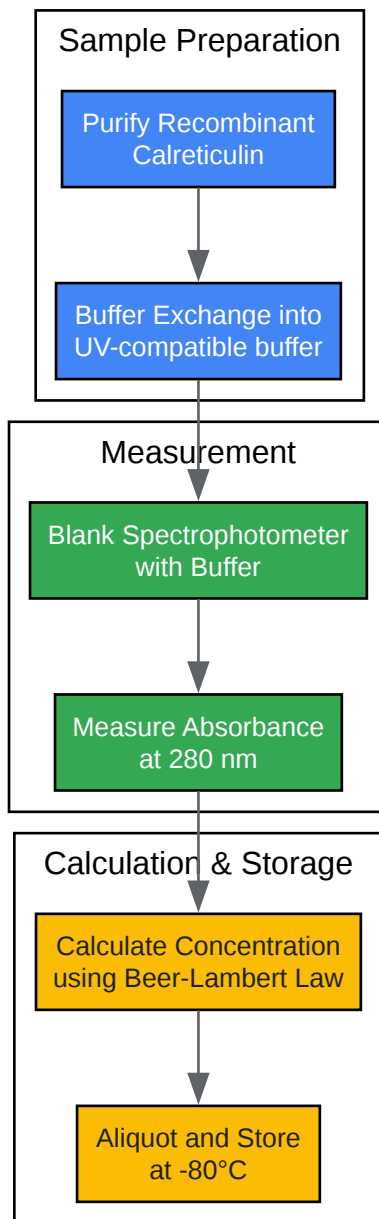 Sample Preparation
Purify Recombinant
Calreticulin
Buffer Exchange into
UV-compatible buffer
Measurement
Blank Spectrophotometer
with Buffer
Measure Absorbance
at 280 nm
Calculation & Storage
Calculate Concentration
using Beer-Lambert Law
Aliquot and Store
at -80°C